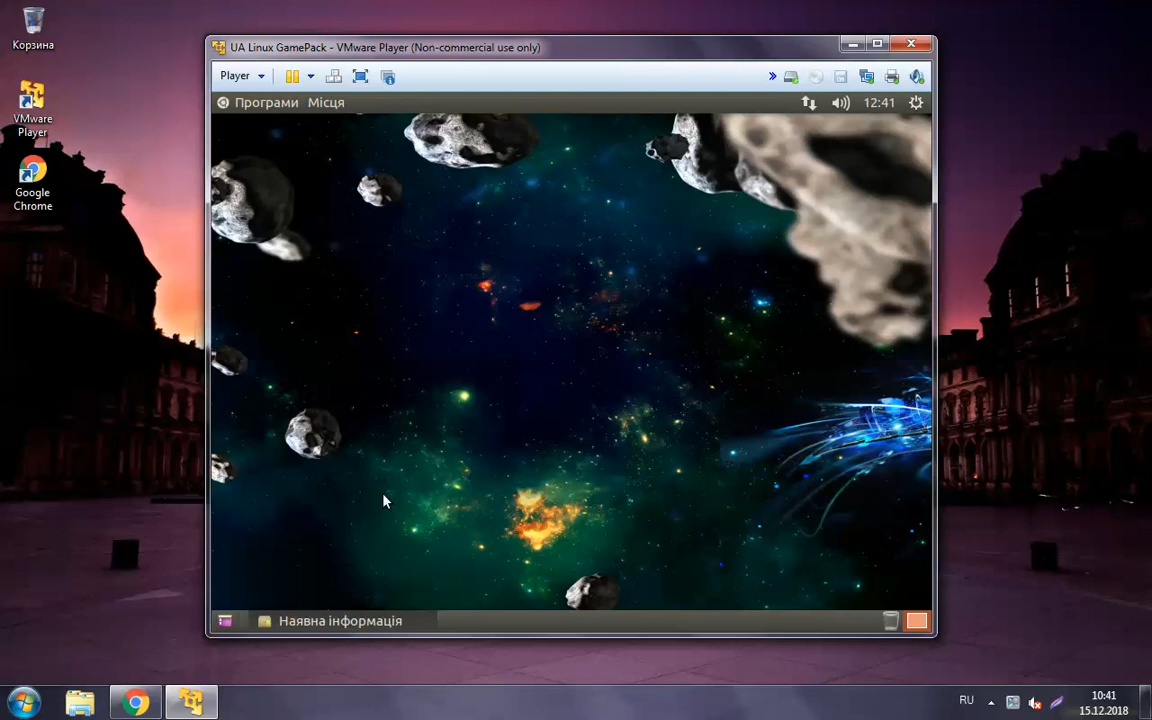 Корзина
VMware
Player
Google
Chrome
UA Linux GamePack - VMware Player (Non-commercial use only)
Player
Програми Місця
12:41
Наявна інформація
RU
10:41
15.12.2018